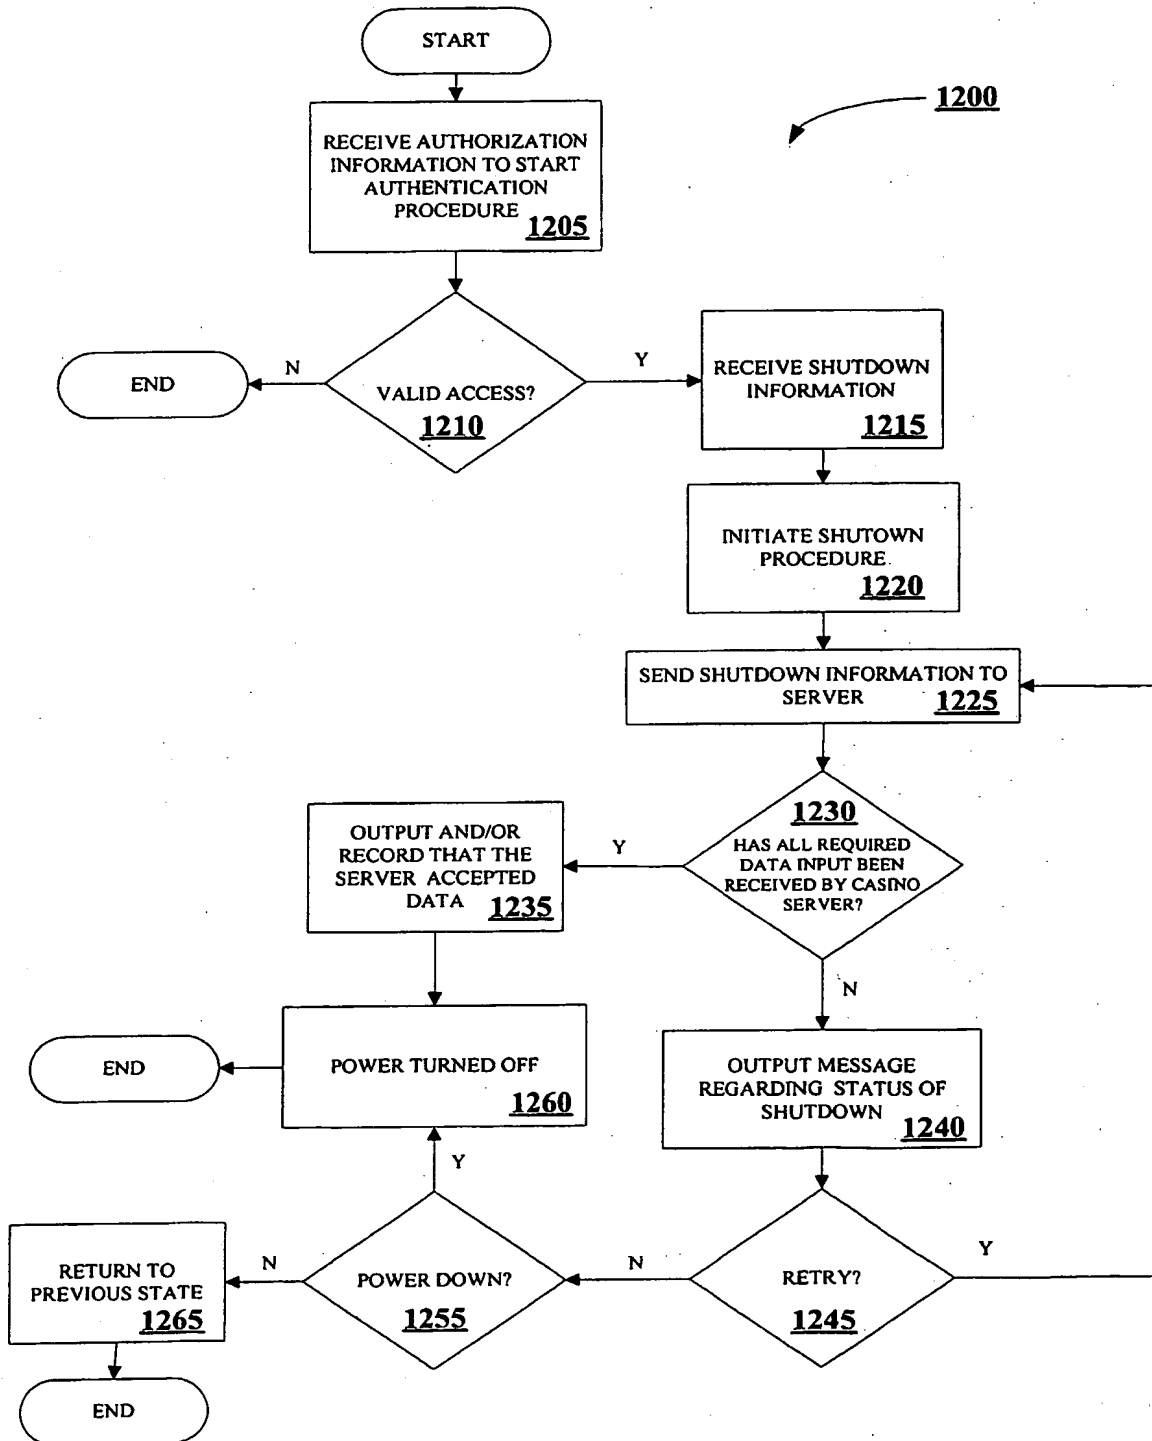 START
1200
RECEIVE AUTHORIZATION
INFORMATION TO START
AUTHENTICATION
PROCEDURE
1205
VALID ACCESS?
1210
N
END
Y
RECEIVE SHUTDOWN
INFORMATION
1215
INITIATE SHUTOWN
PROCEDURE
1220
SEND SHUTDOWN INFORMATION TO
SERVER
1225
1230
HAS ALL REQUIRED
DATA INPUT BEEN
RECEIVED BY CASINO
SERVER?
Y
OUTPUT AND/OR
RECORD THAT THE
SERVER ACCEPTED
DATA
1235
N
END
POWER TURNED OFF
1260
OUTPUT MESSAGE
REGARDING STATUS OF
SHUTDOWN
1240
Y
RETURN TO
PREVIOUS STATE
1265
N
POWER DOWN?
1255
N
RETRY?
1245
Y
END